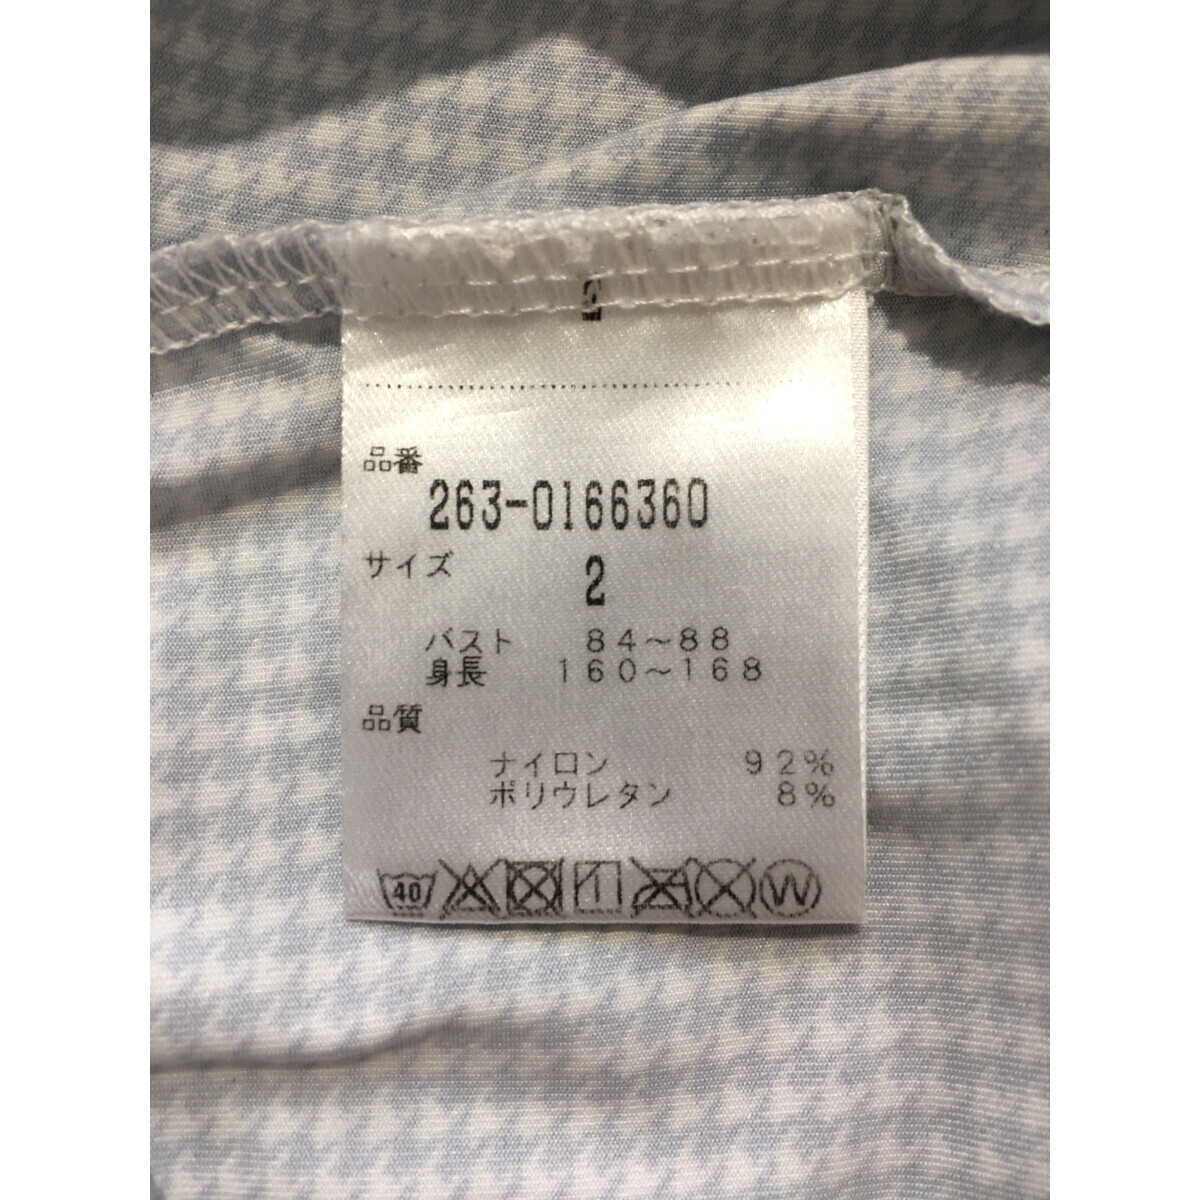 品番
263-0166360
サイズ 2
バスト 84～88
身長 160～168
品質
ナイロン 92%
ポリウレタン 8%
40 W